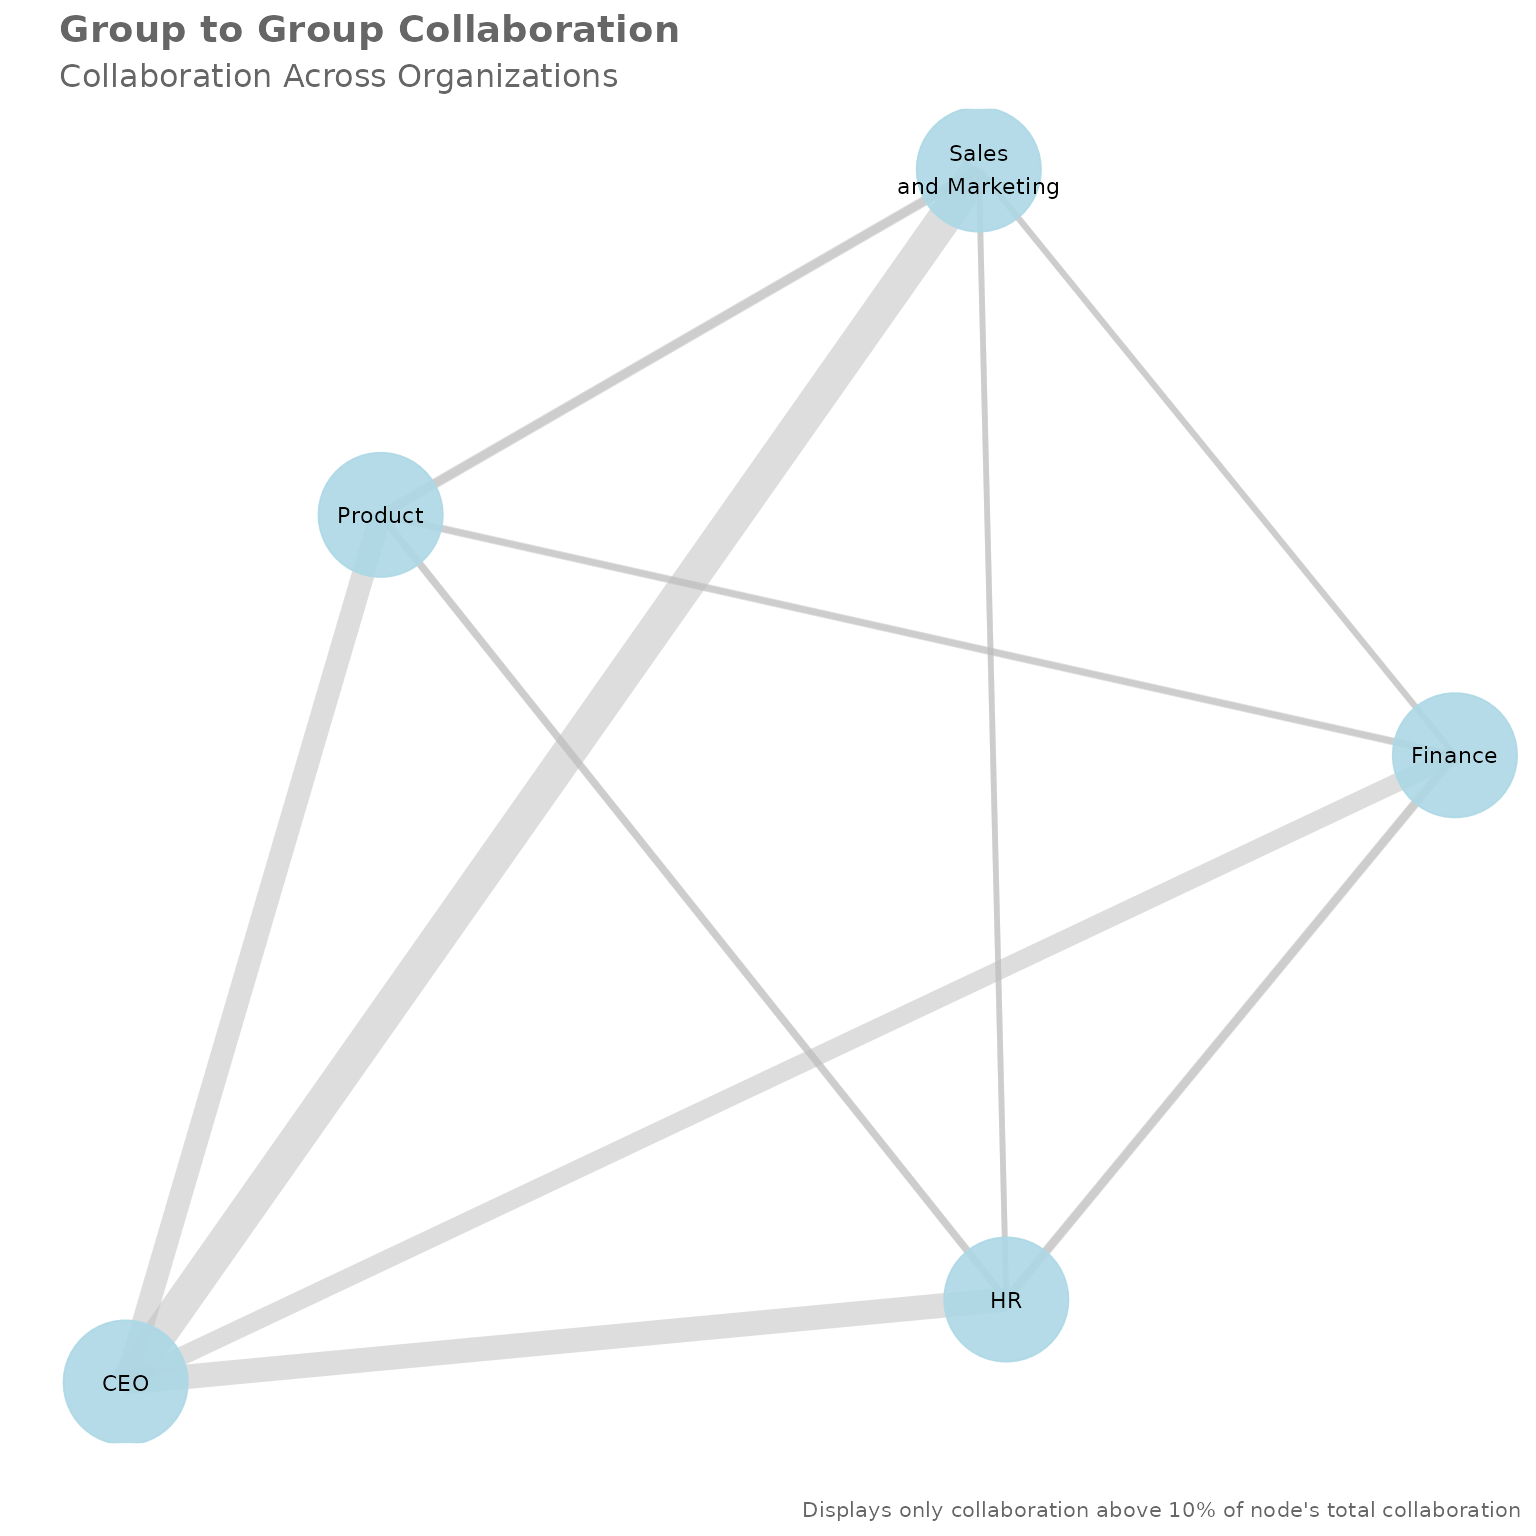 Group to Group Collaboration
Collaboration Across Organizations
Sales
and Marketing
Product
Finance
HR
CEO
Displays only collaboration above 10% of node's total collaboration